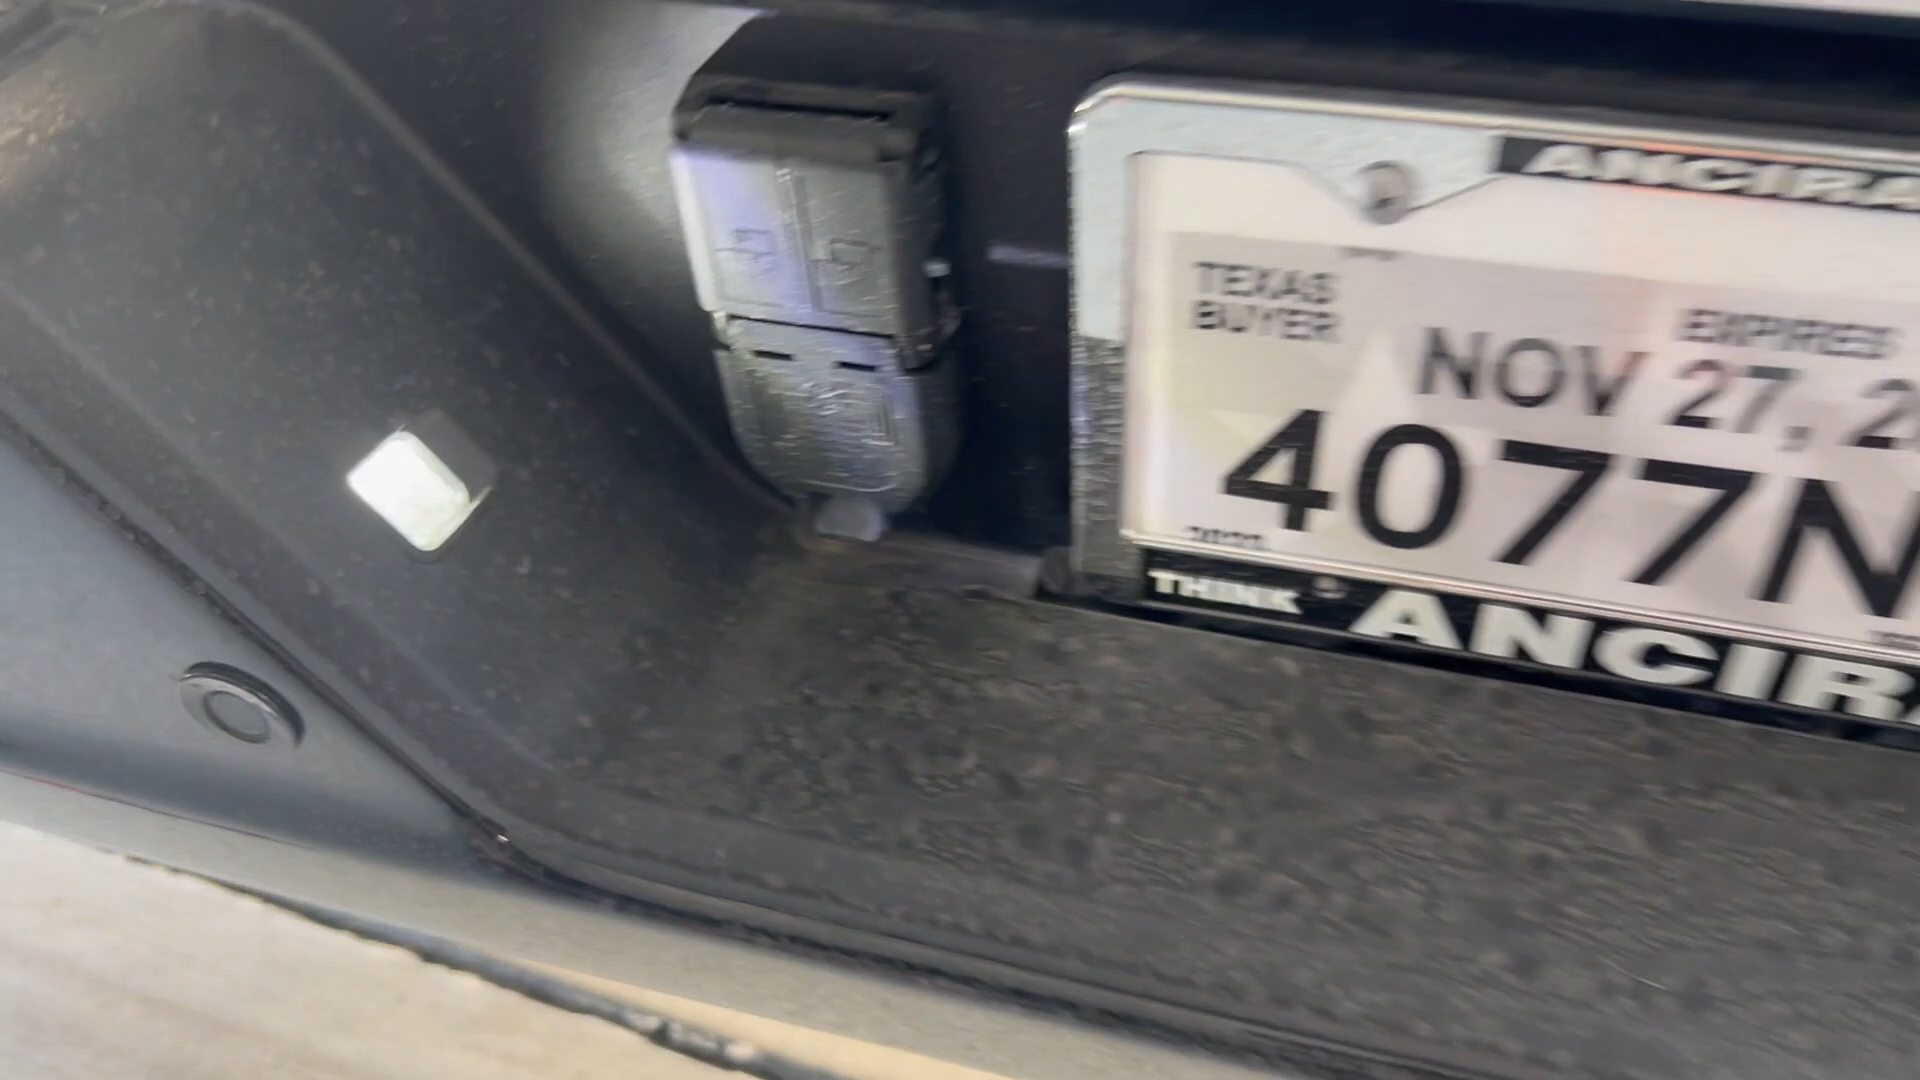 ANCIRA
TEXAS
BUYER
EXPIRES
NOV 27, 2
4077N
THINK
ANCIRA